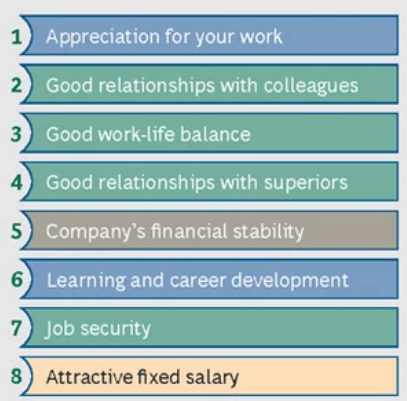 1 Appreciation for your work
2 Good relationships with colleagues
3 Good work-life balance
4 Good relationships with superiors
5 Company's financial stability
6 Learning and career development
7 Job security
8 Attractive fixed salary